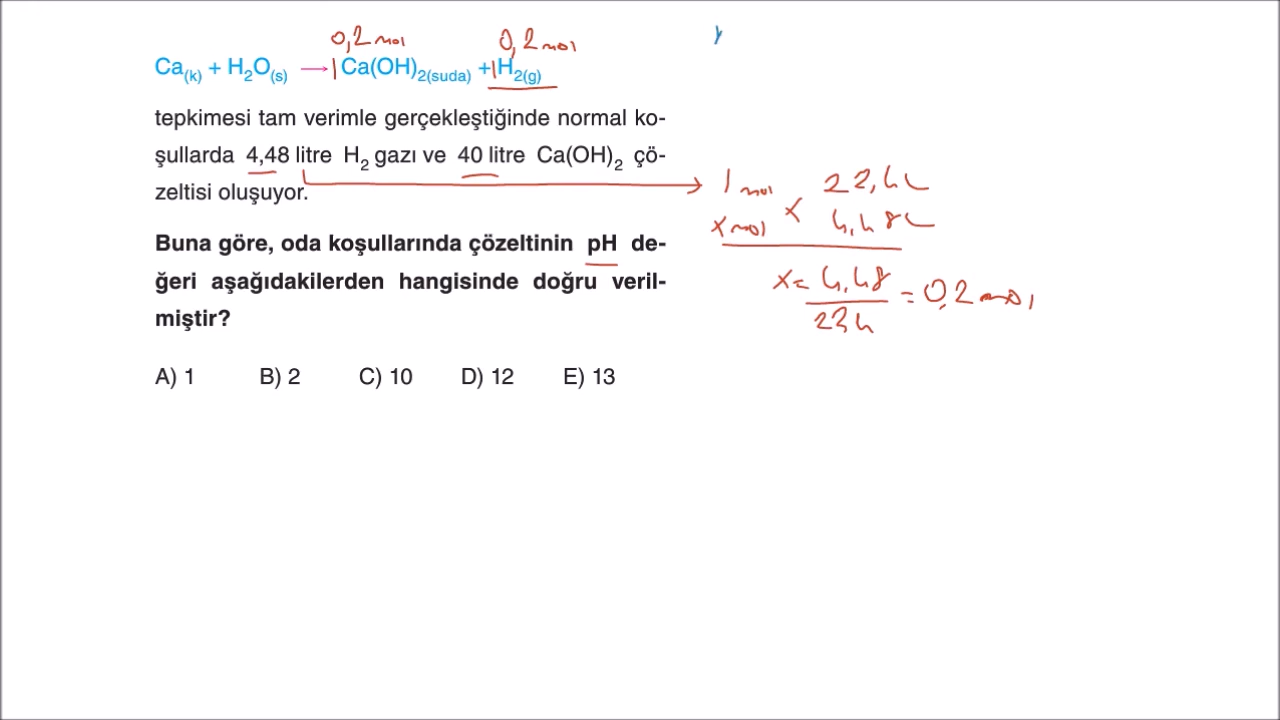 0,2 mol 0,2 mol
Ca(k) + H2O(s) → 1 Ca(OH)2(suda) + 1 H2(g)
tepkimesi tam verimle gerçekleştiğinde normal ko-
şullarda 4,48 litre H2 gazı ve 40 litre Ca(OH)2 çö-
zeltisi oluşuyor.
1 mol 22,4 L
x mol × 4,48 L
x = 4,48
= 0,2 mol
Buna göre, oda koşullarında çözeltinin pH de-
ğeri aşağıdakilerden hangisinde doğru veril-
miştir?
A) 1 B) 2 C) 10 D) 12 E) 13